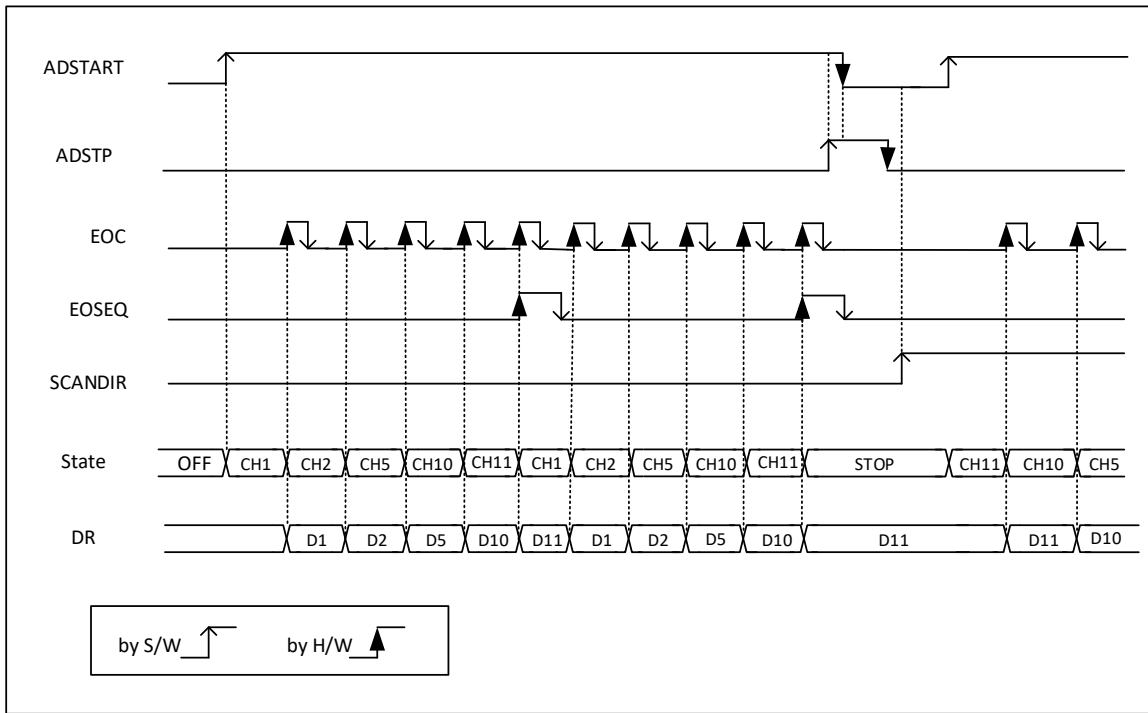 ADSTART
ADSTP
EOC
EOSEQ
SCANDIR
State OFF CH1 CH2 CH5 CH10 CH11 CH1 CH2 CH5 CH10 CH11 STOP CH11 CH10 CH5
DR D1 D2 D5 D10 D11 D1 D2 D5 D10 D11 D11 D10
by S/W by H/W